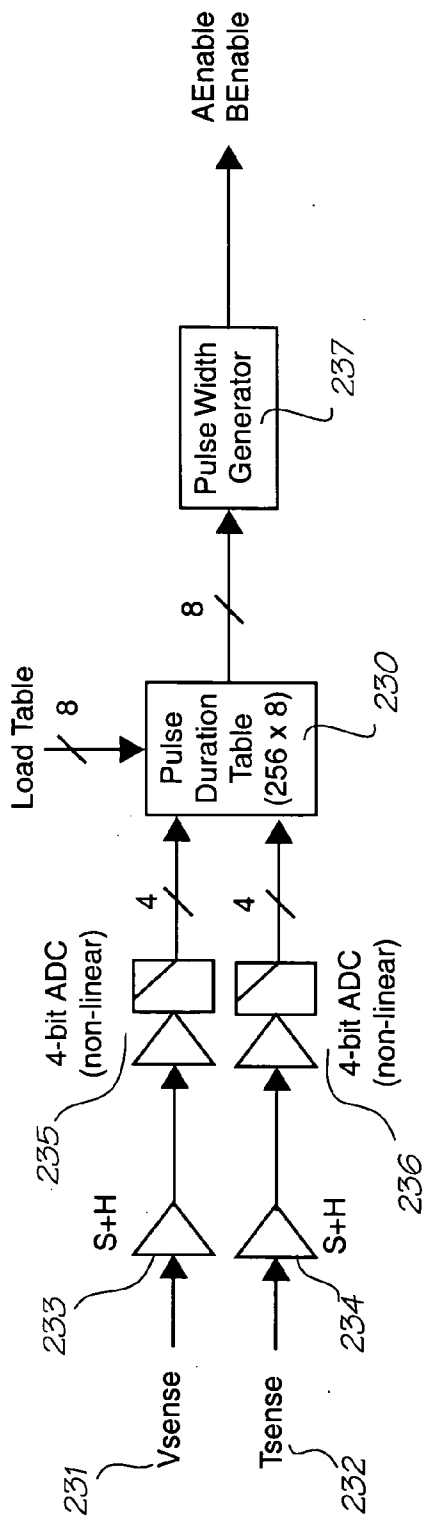 231
Vsense
233
S+H
235
4-bit ADC
(non-linear)
4
Load Table
8
Pulse
Duration
Table
(256 x 8)
230
8
Pulse Width
Generator
237
AEnable
BEnable
Tsense
232
S+H
234
4-bit ADC
(non-linear)
236
4